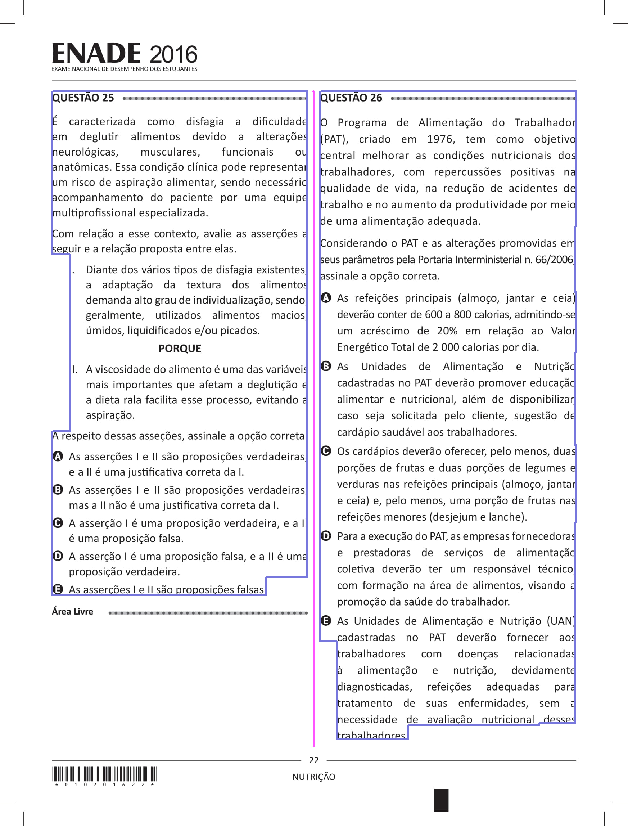 ENADE 2016
EXAME NACIONAL DE DESEMPENHO DOS ESTUDANTES
QUESTÃO 25
É caracterizada como disfagia a dificuldade
em deglutir alimentos devido a alterações
neurológicas, musculares, funcionais ou
anatômicas. Essa condição clínica pode representar
um risco de aspiração alimentar, sendo necessário
acompanhamento do paciente por uma equipe
multiprofissional especializada.
Com relação a esse contexto, avalie as asserções a
seguir e a relação proposta entre elas.
I. Diante dos vários tipos de disfagia existentes,
a adaptação da textura dos alimentos
demanda alto grau de individualização, sendo
geralmente, utilizados alimentos macios,
úmidos, liquidificados e/ou picados.
PORQUE
II. A viscosidade do alimento é uma das variáveis
mais importantes que afetam a deglutição e
a dieta rala facilita esse processo, evitando a
aspiração.
A respeito dessas asseções, assinale a opção correta.
A As asserções I e II são proposições verdadeiras,
e a II é uma justificativa correta da I.
B As asserções I e II são proposições verdadeiras,
mas a II não é uma justificativa correta da I.
C A asserção I é uma proposição verdadeira, e a II
é uma proposição falsa.
D A asserção I é uma proposição falsa, e a II é uma
proposição verdadeira.
E As asserções I e II são proposições falsas.
Área Livre
QUESTÃO 26
O Programa de Alimentação do Trabalhador
(PAT), criado em 1976, tem como objetivo
central melhorar as condições nutricionais dos
trabalhadores, com repercussões positivas na
qualidade de vida, na redução de acidentes de
trabalho e no aumento da produtividade por meio
de uma alimentação adequada.
Considerando o PAT e as alterações promovidas em
seus parâmetros pela Portaria Interministerial n. 66/2006,
assinale a opção correta.
A As refeições principais (almoço, jantar e ceia)
deverão conter de 600 a 800 calorias, admitindo-se
um acréscimo de 20% em relação ao Valor
Energético Total de 2 000 calorias por dia.
B As Unidades de Alimentação e Nutrição
cadastradas no PAT deverão promover educação
alimentar e nutricional, além de disponibilizar,
caso seja solicitada pelo cliente, sugestão de
cardápio saudável aos trabalhadores.
C Os cardápios deverão oferecer, pelo menos, duas
porções de frutas e duas porções de legumes e
verduras nas refeições principais (almoço, jantar
e ceia) e, pelo menos, uma porção de frutas nas
refeições menores (desjejum e lanche).
D Para a execução do PAT, as empresas fornecedoras
e prestadoras de serviços de alimentação
coletiva deverão ter um responsável técnico,
com formação na área de alimentos, visando a
promoção da saúde do trabalhador.
E As Unidades de Alimentação e Nutrição (UAN)
cadastradas no PAT deverão fornecer aos
trabalhadores com doenças relacionadas
à alimentação e nutrição, devidamente
diagnosticadas, refeições adequadas para
tratamento de suas enfermidades, sem a
necessidade de avaliação nutricional desses
trabalhadores.
22
NUTRIÇÃO